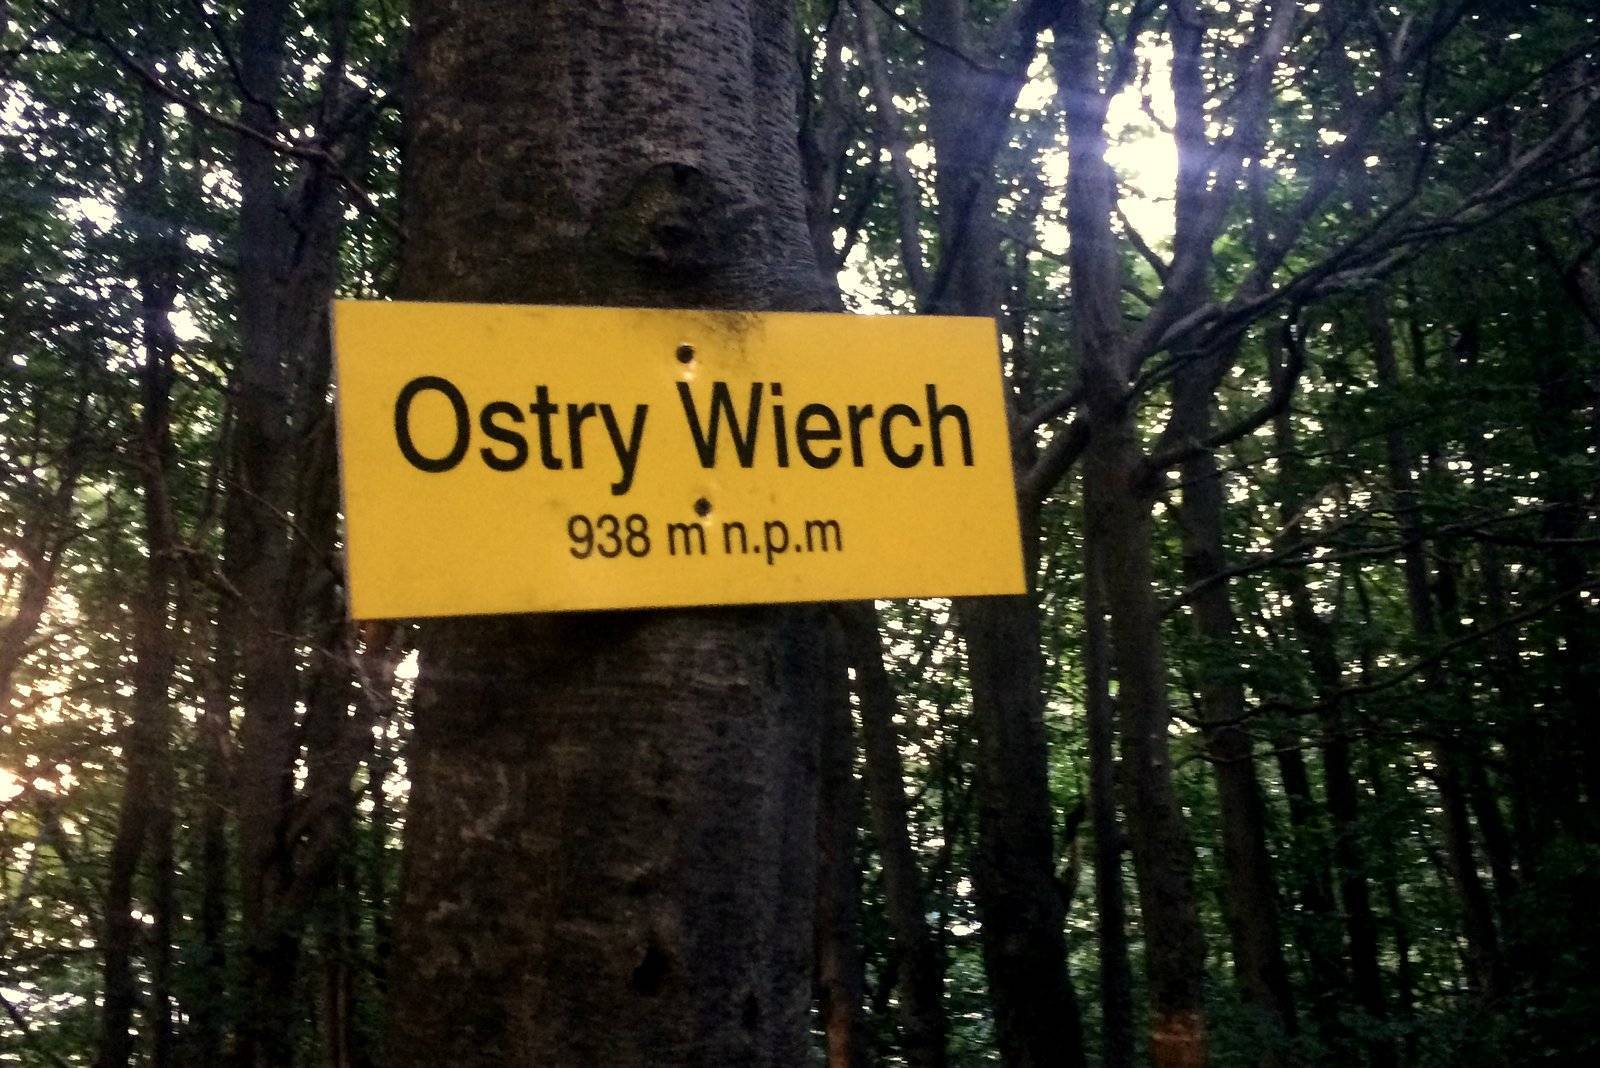 Ostry Wierch
938 m n.p.m